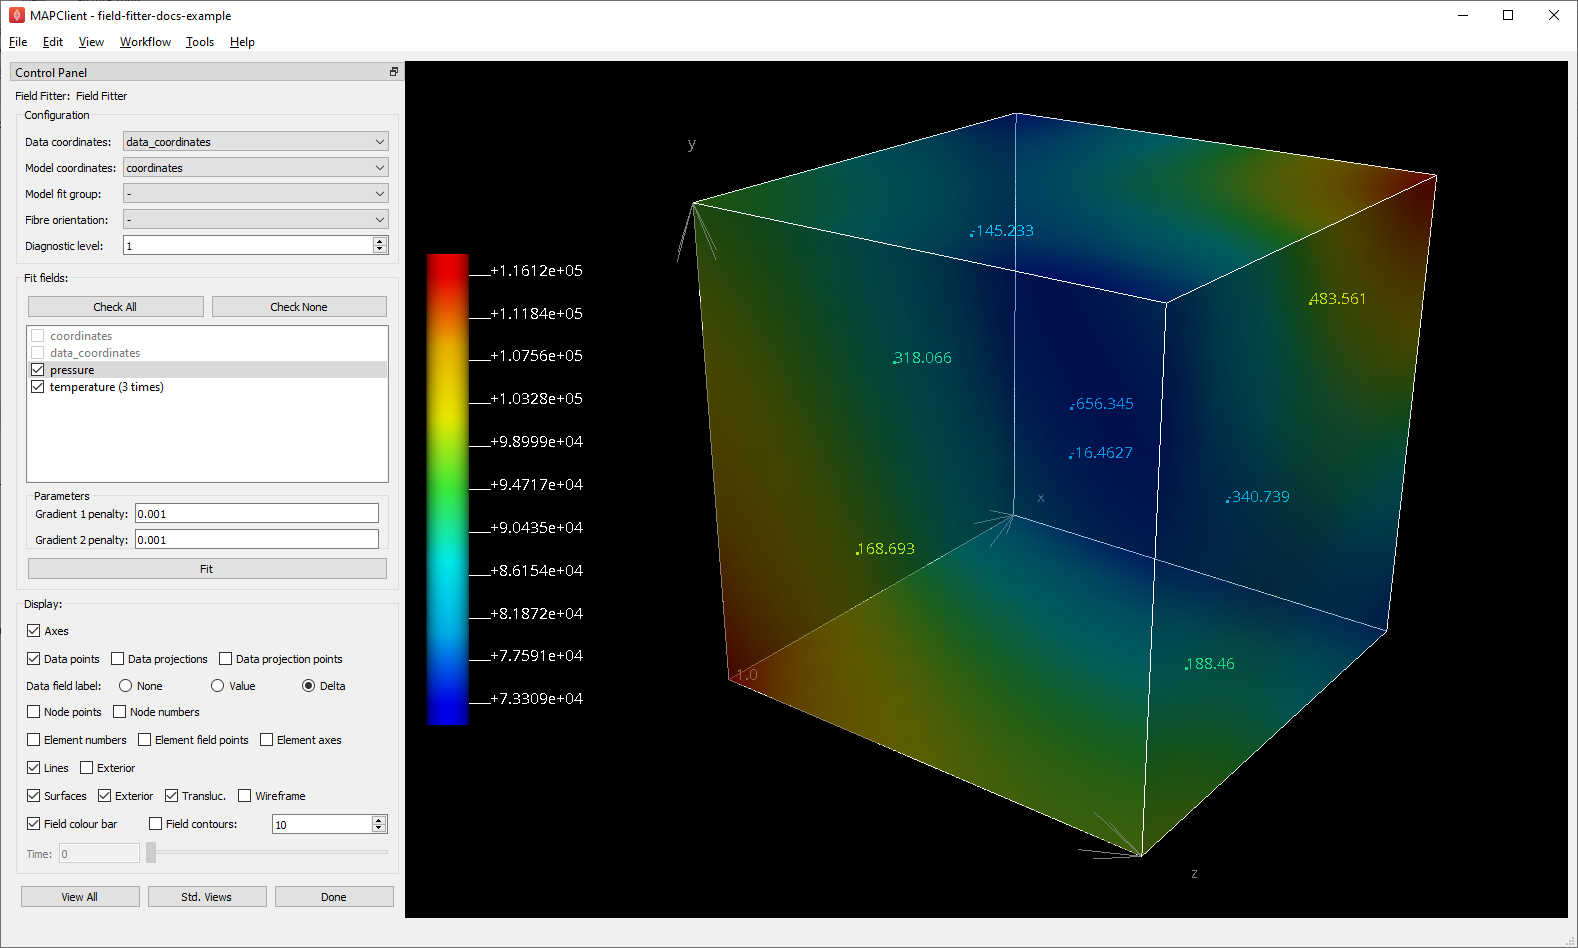 MAPClient - field-fitter-docs-example
File Edit View Workflow Tools Help
Control Panel
Field Fitter: Field Fitter
Configuration
Data coordinates: data_coordinates
Model coordinates: coordinates
Model fit group: -
Fibre orientation: -
Diagnostic level: 1
Fit fields:
Check All Check None
coordinates
data_coordinates
pressure
temperature (3 times)
Parameters
Gradient 1 penalty: 0.001
Gradient 2 penalty: 0.001
Fit
Display:
Axes
Data points Data projections Data projection points
Data field label: None Value Delta
Node points Node numbers
Element numbers Element field points Element axes
Lines Exterior
Surfaces Exterior Transluc. Wireframe
Field colour bar Field contours: 10
Time: 0
View All Std. Views Done
+1.1612e+05
+1.1184e+05
+1.0756e+05
+1.0328e+05
+9.8999e+04
+9.4717e+04
+9.0435e+04
+8.6154e+04
+8.1872e+04
+7.7591e+04
+7.3309e+04
y
-145.233
483.561
318.066
-656.345
-16.4627
x
-340.739
168.693
188.46
1.0
z